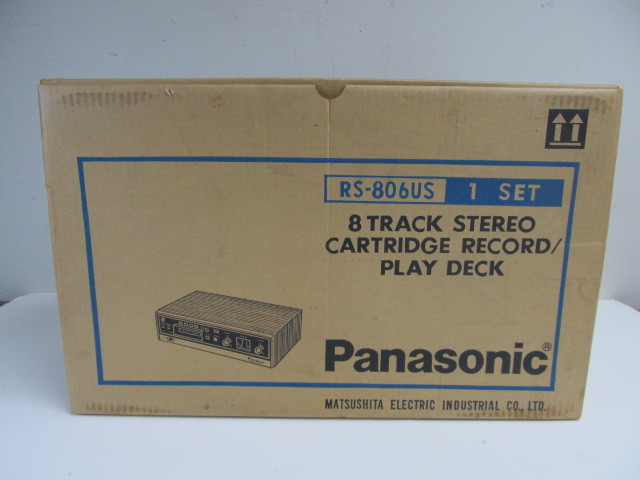 RS-806US 1 SET
8 TRACK STEREO
CARTRIDGE RECORD/
PLAY DECK
Panasonic®
MATSUSHITA ELECTRIC INDUSTRIAL CO., LTD.